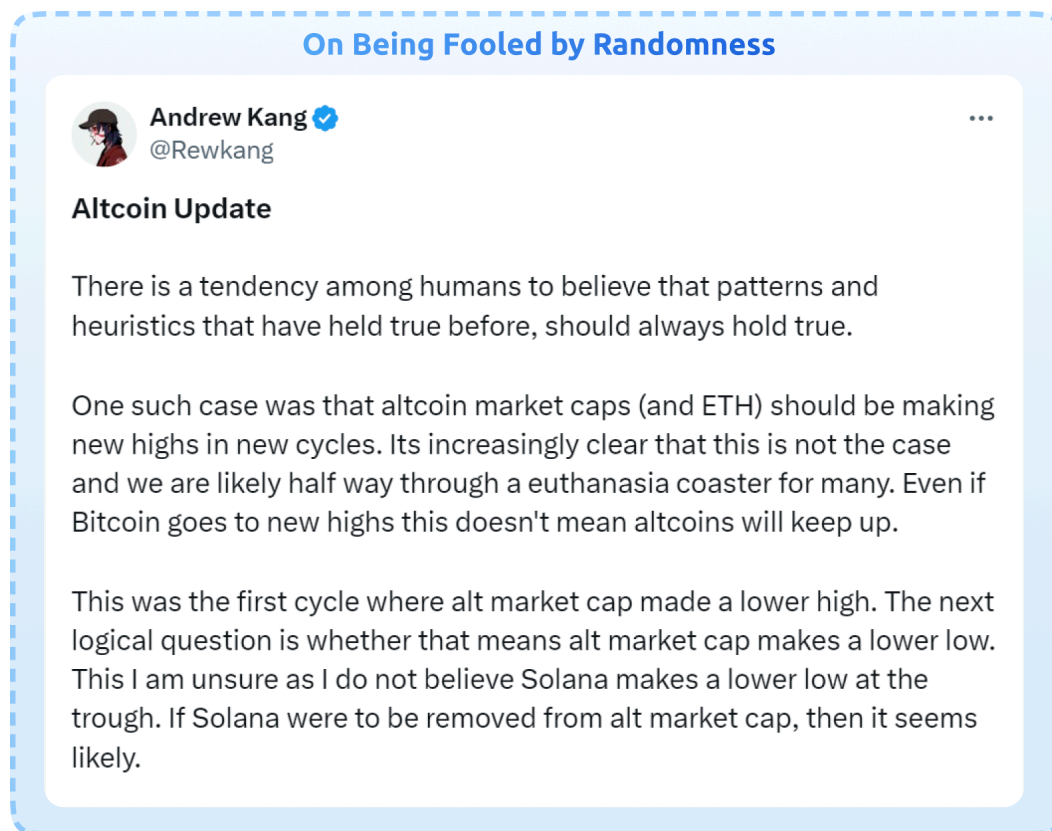 On Being Fooled by Randomness
Andrew Kang
@Rewkang
Altcoin Update
There is a tendency among humans to believe that patterns and
heuristics that have held true before, should always hold true.
One such case was that altcoin market caps (and ETH) should be making
new highs in new cycles. Its increasingly clear that this is not the case
and we are likely half way through a euthanasia coaster for many. Even if
Bitcoin goes to new highs this doesn't mean altcoins will keep up.
This was the first cycle where alt market cap made a lower high. The next
logical question is whether that means alt market cap makes a lower low.
This I am unsure as I do not believe Solana makes a lower low at the
trough. If Solana were to be removed from alt market cap, then it seems
likely.